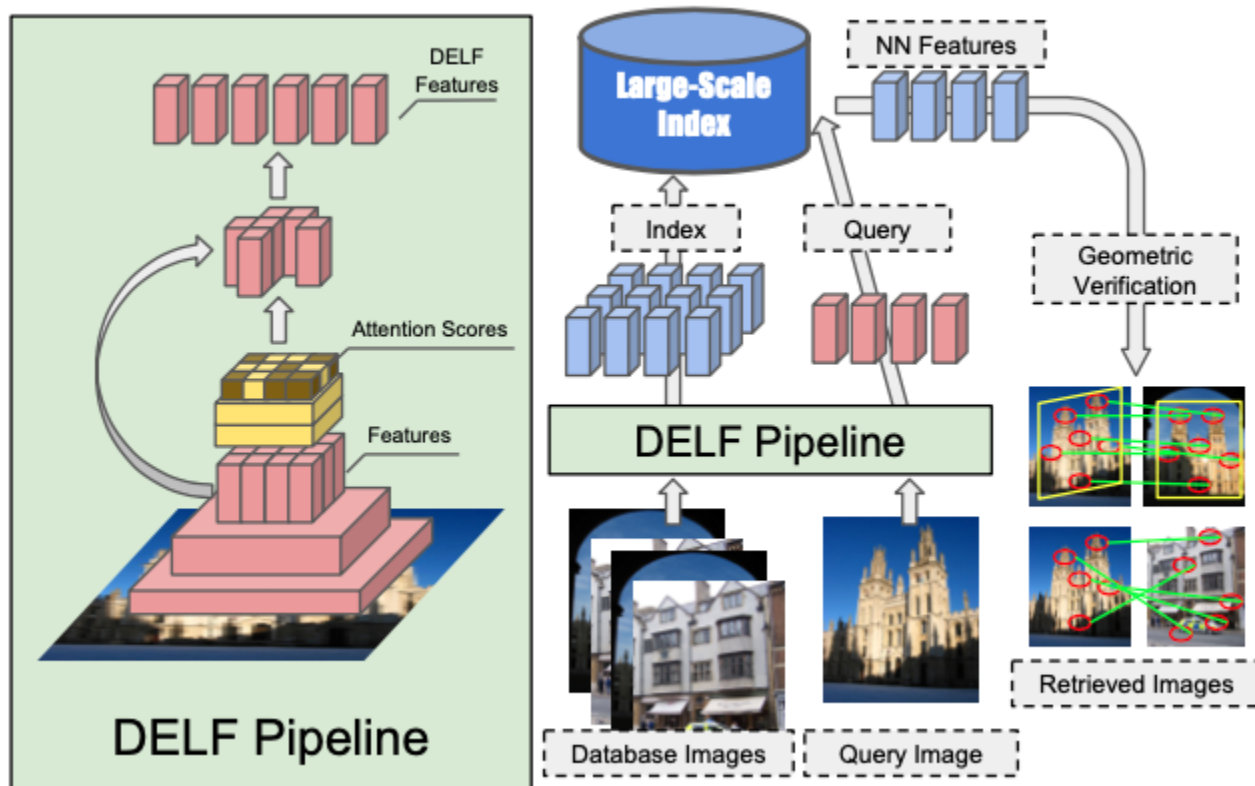 DELF
Features
Attention Scores
Features
DELF Pipeline
Large-Scale
Index
NN Features
Index
Query
Geometric
Verification
DELF Pipeline
Database Images
Query Image
Retrieved Images